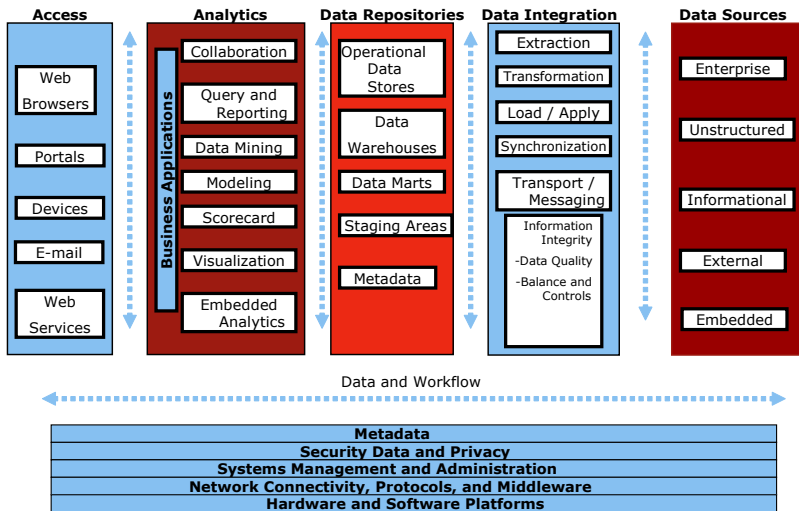 Access
Web
Browsers
Portals
Devices
E-mail
Web
Services
Analytics
Business Applications
Collaboration
Query and
Reporting
Data Mining
Modeling
Scorecard
Visualization
Embedded
Analytics
Data Repositories
Operational
Data
Stores
Data
Warehouses
Data Marts
Staging Areas
Metadata
Data Integration
Extraction
Transformation
Load / Apply
Synchronization
Transport /
Messaging
Information
Integrity
-Data Quality
-Balance and
Controls
Data Sources
Enterprise
Unstructured
Informational
External
Embedded
Data and Workflow
Metadata
Security Data and Privacy
Systems Management and Administration
Network Connectivity, Protocols, and Middleware
Hardware and Software Platforms